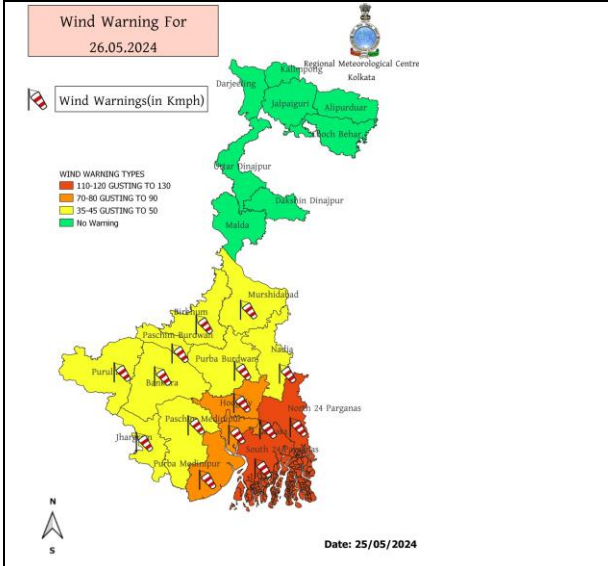 Wind Warning For
26.05.2024
Regional Meteorological Centre
Kolkata
Wind Warnings(in Kmph)
WIND WARNING TYPES
110-120 GUSTING TO 130
70-80 GUSTING TO 90
35-45 GUSTING TO 50
No Warning
Kalimpong
Darjeeling
Jalpaiguri
Alipurduar
Cooch Behar
Uttar Dinajpur
Dakshin Dinajpur
Malda
Murshidabad
Birbhum
Paschim Burdwan
Nadia
Purba Burdwan
Purulia
Bankura
North 24 Parganas
Paschim Medinipur
Jhargram
South 24 Parganas
Purba Medinipur
N
S
Date: 25/05/2024